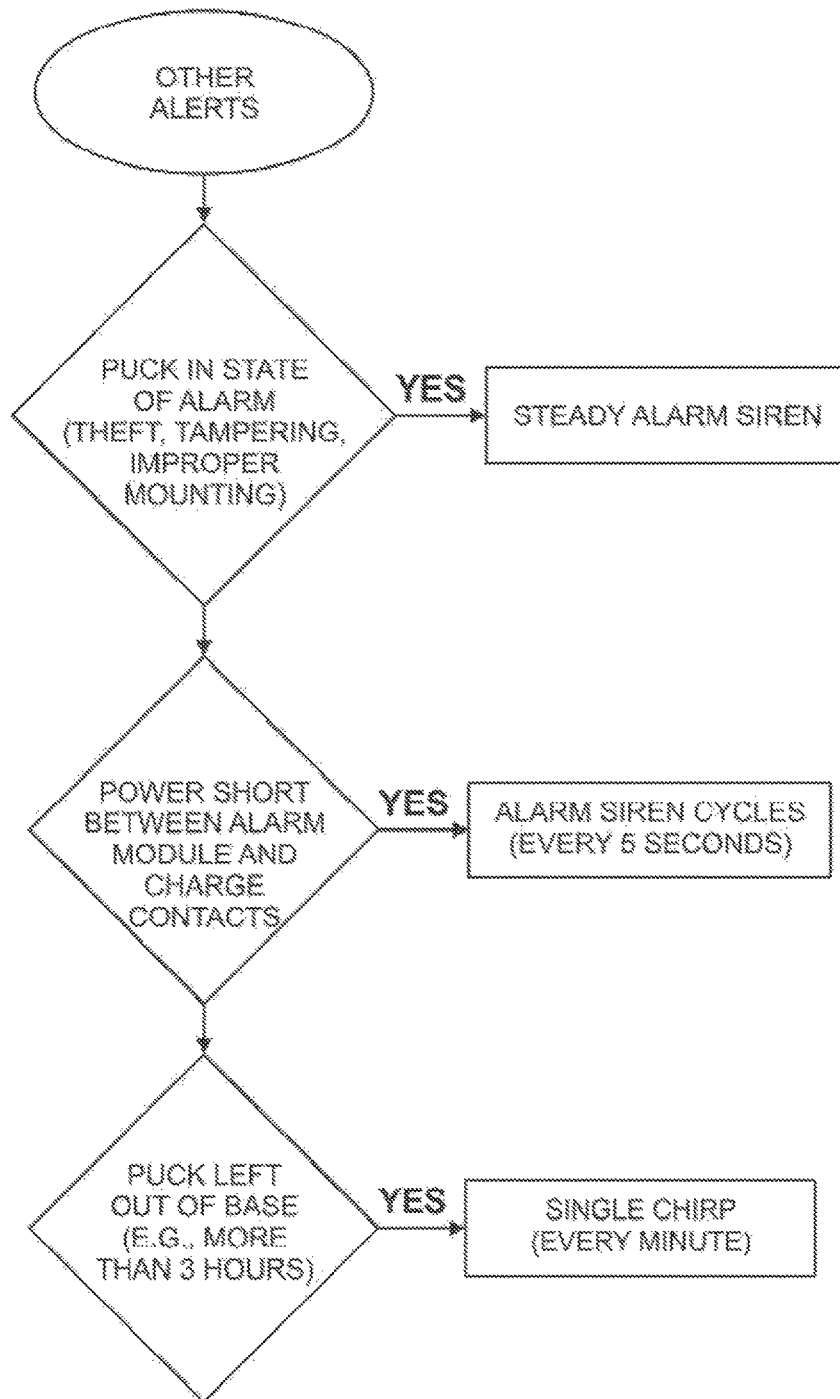 OTHER
ALERTS
PUCK IN STATE
OF ALARM
(THEFT, TAMPERING,
IMPROPER
MOUNTING)
YES
STEADY ALARM SIREN
POWER SHORT
BETWEEN ALARM
MODULE AND
CHARGE
CONTACTS
YES
ALARM SIREN CYCLES
(EVERY 5 SECONDS)
PUCK LEFT
OUT OF BASE
(E.G., MORE
THAN 3 HOURS)
YES
SINGLE CHIRP
(EVERY MINUTE)